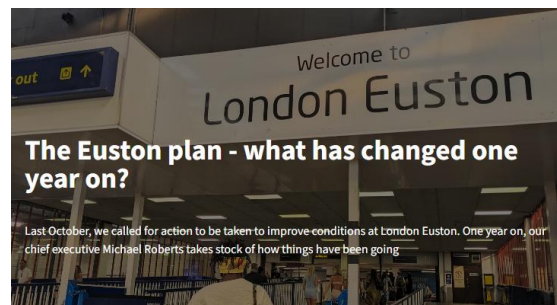 Welcome to
out
London Euston
The Euston plan - what has changed one
year on?
Last October, we called for action to be taken to improve conditions at London Euston. One year on, our
chief executive Michael Roberts takes stock of how things have been going